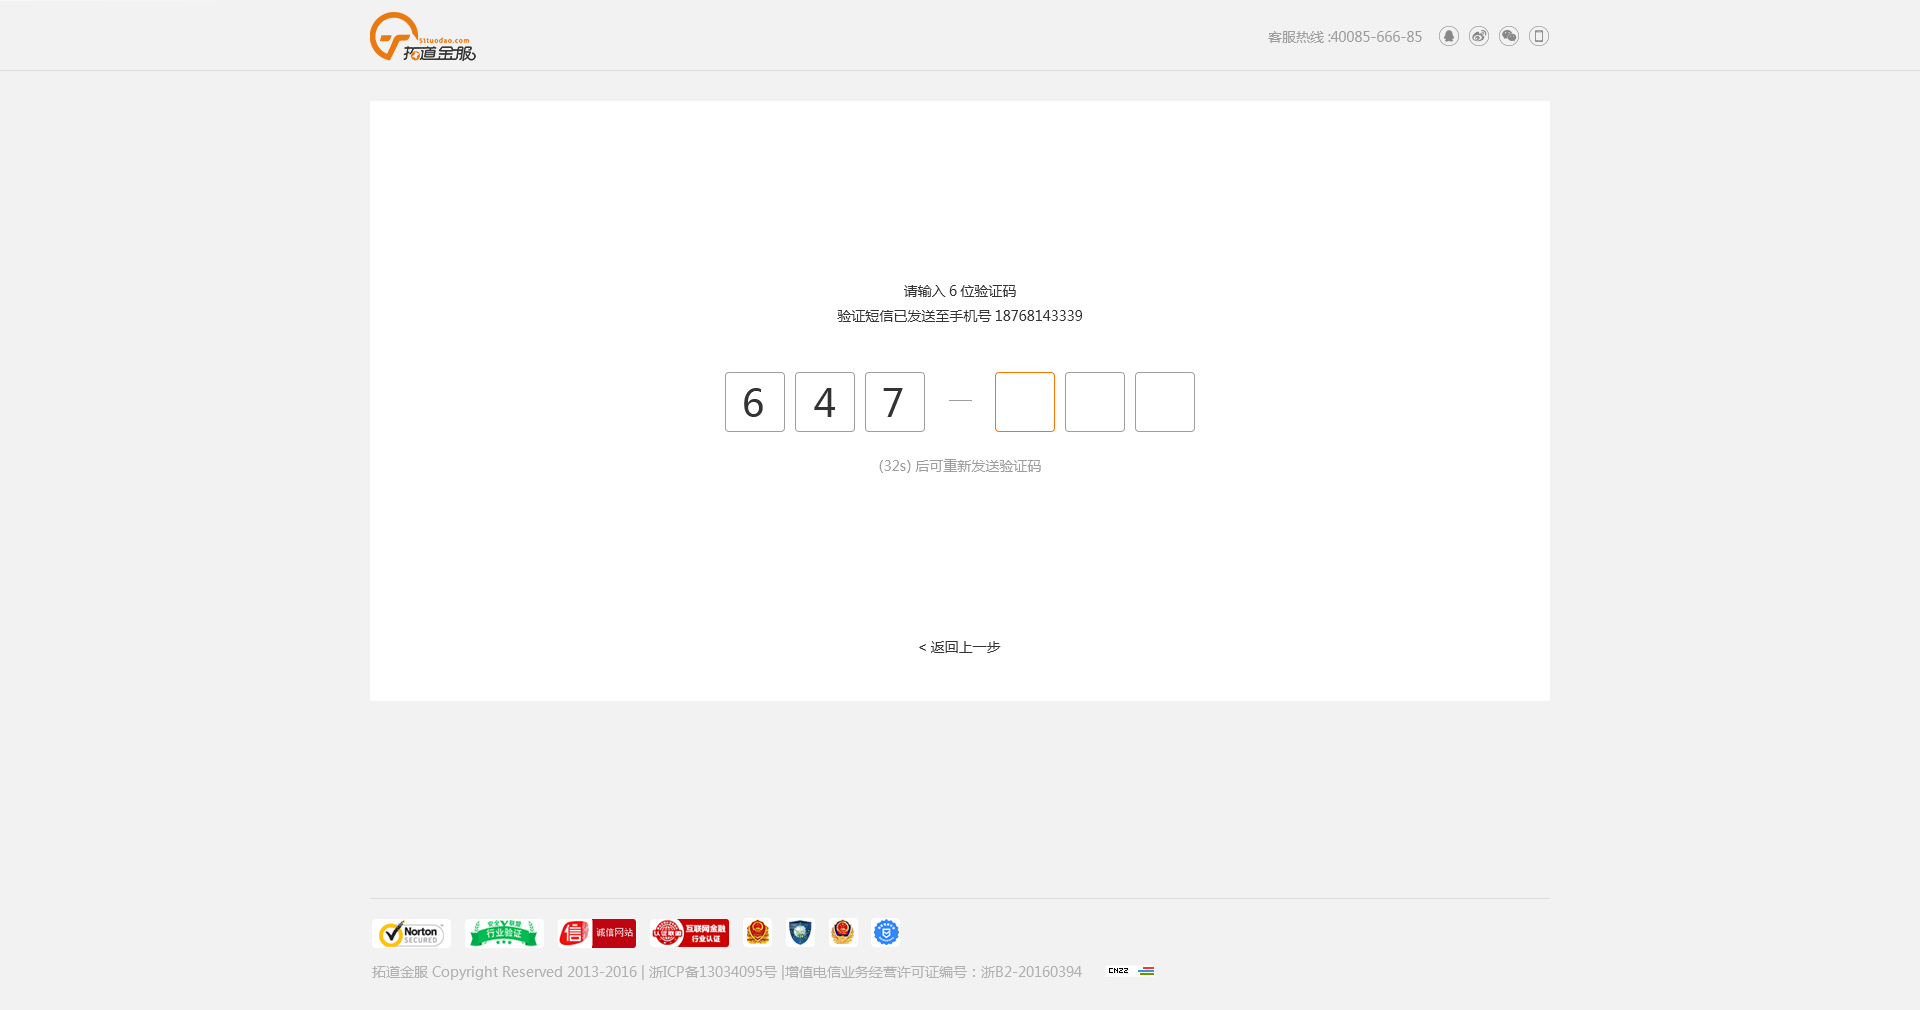 51tuodao.com
拓道金服
客服热线 :40085-666-85
请输入 6 位验证码
验证短信已发送至手机号 18768143339
6 4 7 —
(32s) 后可重新发送验证码
< 返回上一步
Norton
SECURED
安全联盟
行业验证
信 诚信网站
互联网金融
行业认证
拓道金服 Copyright Reserved 2013-2016 | 浙ICP备13034095号 |增值电信业务经营许可证编号：浙B2-20160394
CNZZ